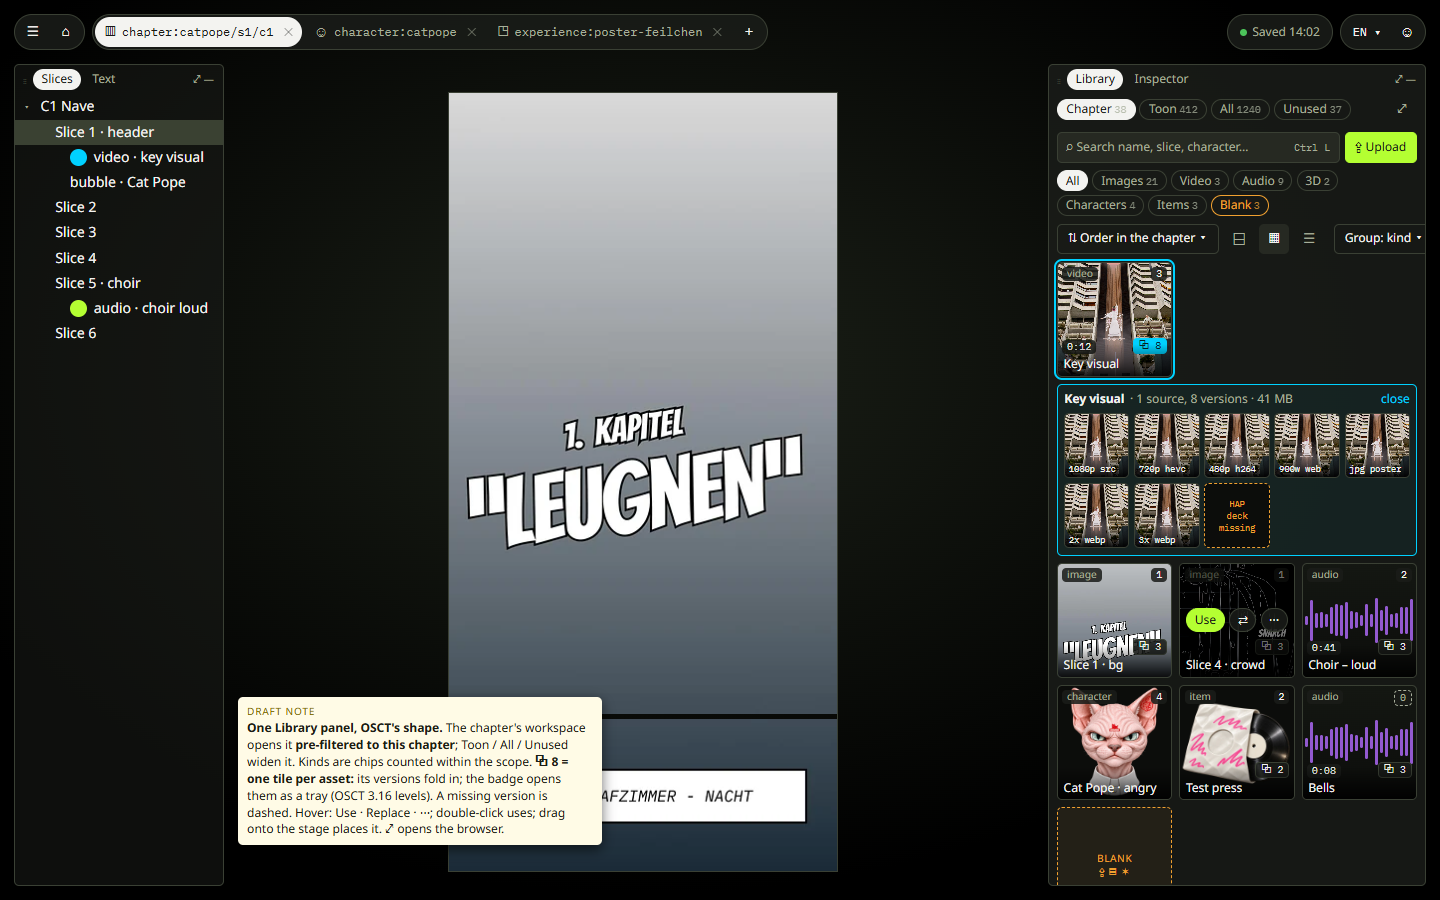 chapter:catpope/s1/c1
character:catpope
experience:poster-feilchen
+
Saved 14:02
EN
Slices
Text
C1 Nave
Slice 1 · header
video · key visual
bubble · Cat Pope
Slice 2
Slice 3
Slice 4
Slice 5 · choir
audio · choir loud
Slice 6
1. KAPITEL
"LEUGNEN"
AFZIMMER - NACHT
DRAFT NOTE
One Library panel, OSCT's shape. The chapter's workspace
opens it pre-filtered to this chapter; Toon / All / Unused
widen it. Kinds are chips counted within the scope. 8 =
one tile per asset: its versions fold in; the badge opens
them as a tray (OSCT 3.16 levels). A missing version is
dashed. Hover: Use · Replace · ···; double-click uses; drag
onto the stage places it. ⤢ opens the browser.
Library
Inspector
Chapter 38
Toon 412
All 1240
Unused 37
Search name, slice, character…
Ctrl L
Upload
All
Images 21
Video 3
Audio 9
3D 2
Characters 4
Items 3
Blank 3
Order in the chapter
Group: kind
video
3
0:12
8
Key visual
Key visual · 1 source, 8 versions · 41 MB
close
1080p src
720p hevc
480p h264
900w web
jpg poster
2x webp
3x webp
HAP
deck
missing
image
1
1. KAPITEL
"LEUGNEN"
3
Slice 1 · bg
image
1
Use
3
Slice 4 · crowd
audio
2
0:41
3
Choir – loud
character
4
Cat Pope · angry
item
2
2
Test press
audio
0
0:08
3
Bells
BLANK